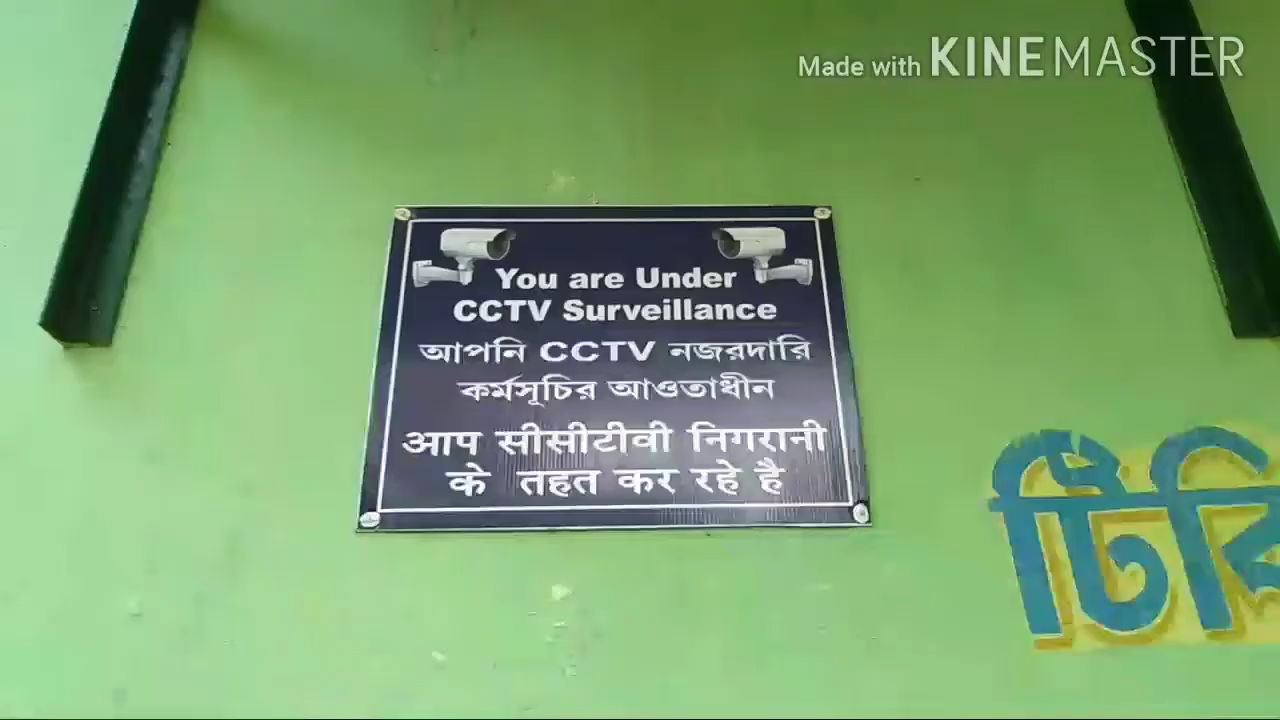 Made with KINEMASTER
You are Under
CCTV Surveillance
আপনি CCTV নজরদারি
কর্মসূচির আওতাধীন
आप सीसीटीवी निगरानी
के तहत कर रहे है